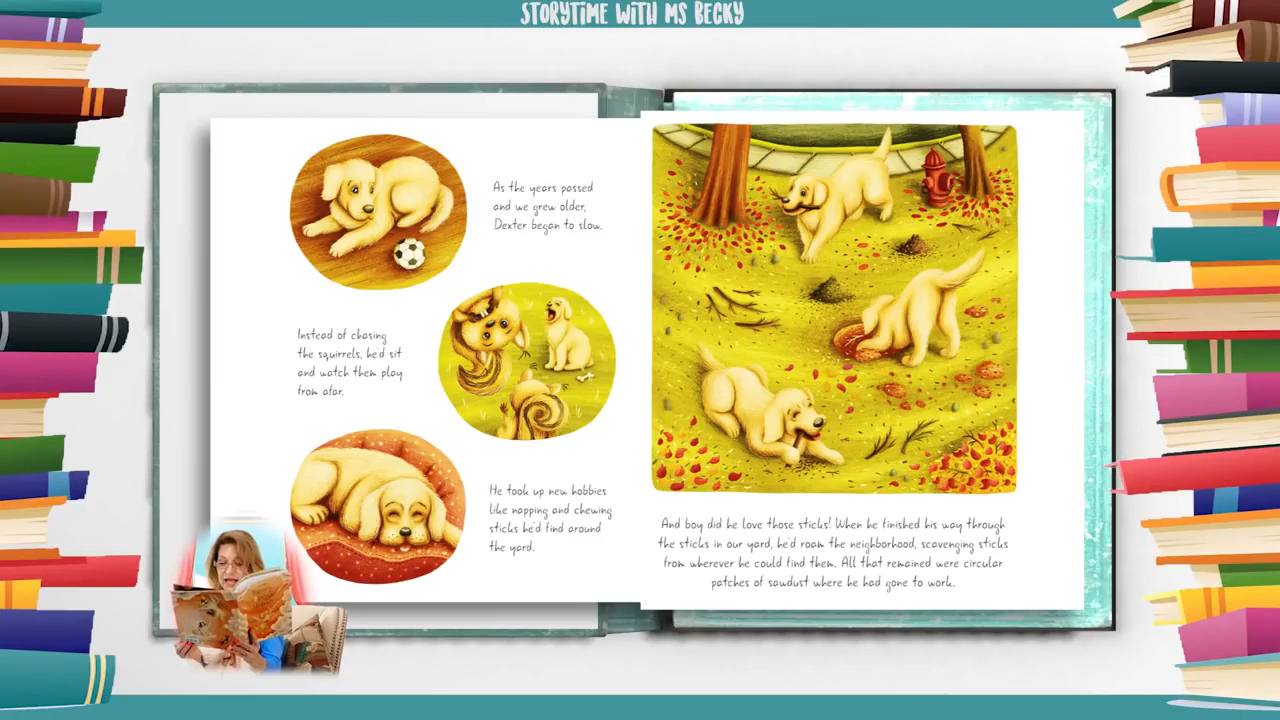 STORYTIME WITH MS BECKY
As the years passed
and we grew older,
Dexter began to slow.
Instead of chasing
the squirrels, he'd sit
and watch them play
from afar.
He took up new hobbies
like napping and chewing
sticks he'd find around
the yard.
And boy did he love those sticks! When he finished his way through
the sticks in our yard, he'd roam the neighborhood, scavenging sticks
from wherever he could find them. All that remained were circular
patches of sawdust where he had gone to work.